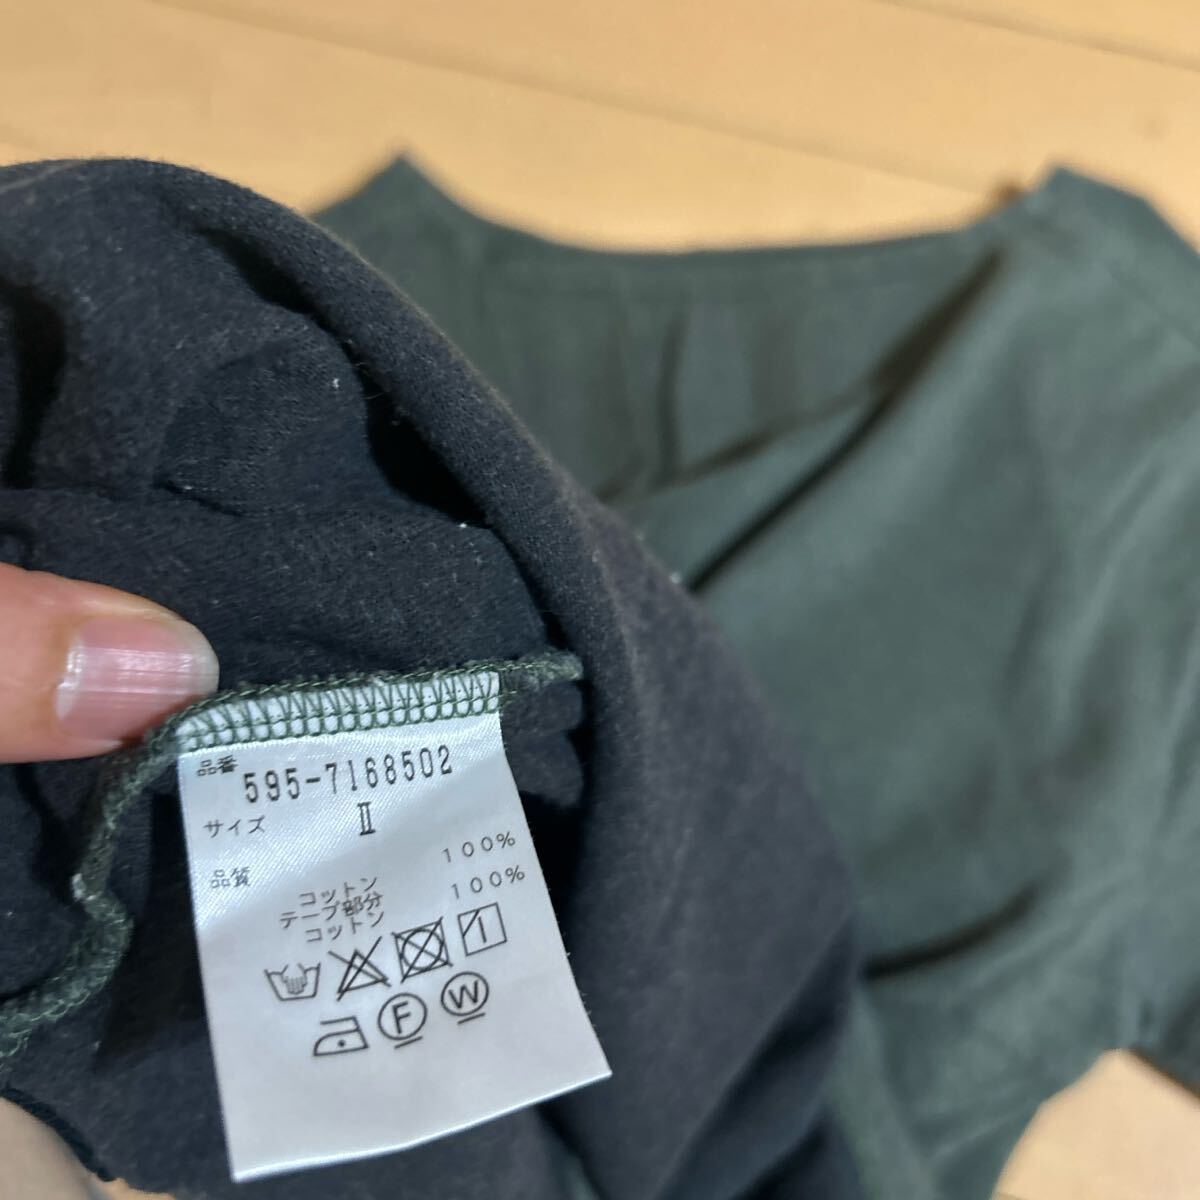 品番 595-7168502
サイズ Ⅱ
品質 100%
コットン 100%
テープ部分
コットン
F W